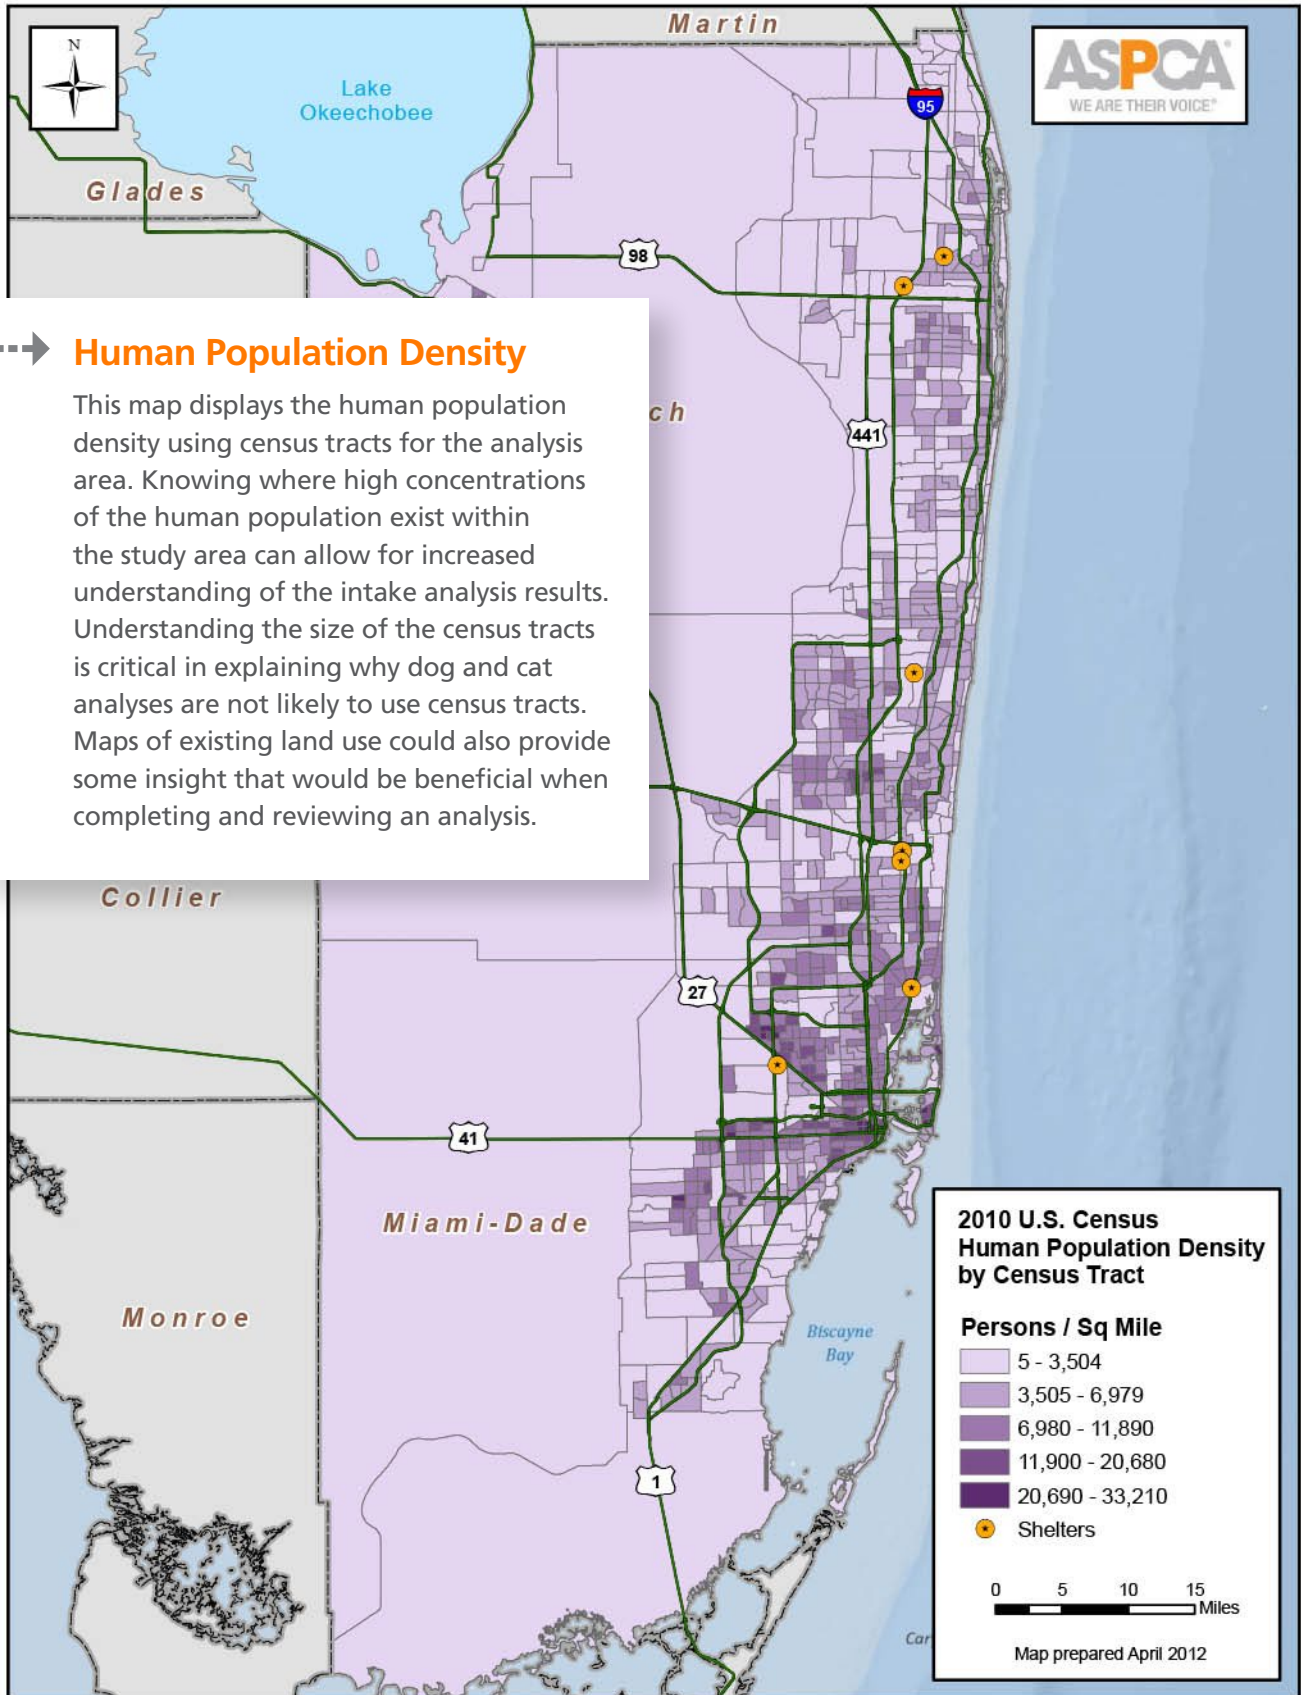 Martin
N
Lake
Okeechobee
95
ASPCA
WE ARE THEIR VOICE®
Glades
98
Human Population Density
This map displays the human population
density using census tracts for the analysis
area. Knowing where high concentrations
of the human population exist within
the study area can allow for increased
understanding of the intake analysis results.
Understanding the size of the census tracts
is critical in explaining why dog and cat
analyses are not likely to use census tracts.
Maps of existing land use could also provide
some insight that would be beneficial when
completing and reviewing an analysis.
ch
441
Collier
27
41
Miami-Dade
Monroe
Biscayne
Bay
1
2010 U.S. Census
Human Population Density
by Census Tract
Persons / Sq Mile
5 - 3,504
3,505 - 6,979
6,980 - 11,890
11,900 - 20,680
20,690 - 33,210
Shelters
0 5 10 15
Miles
Map prepared April 2012
Car